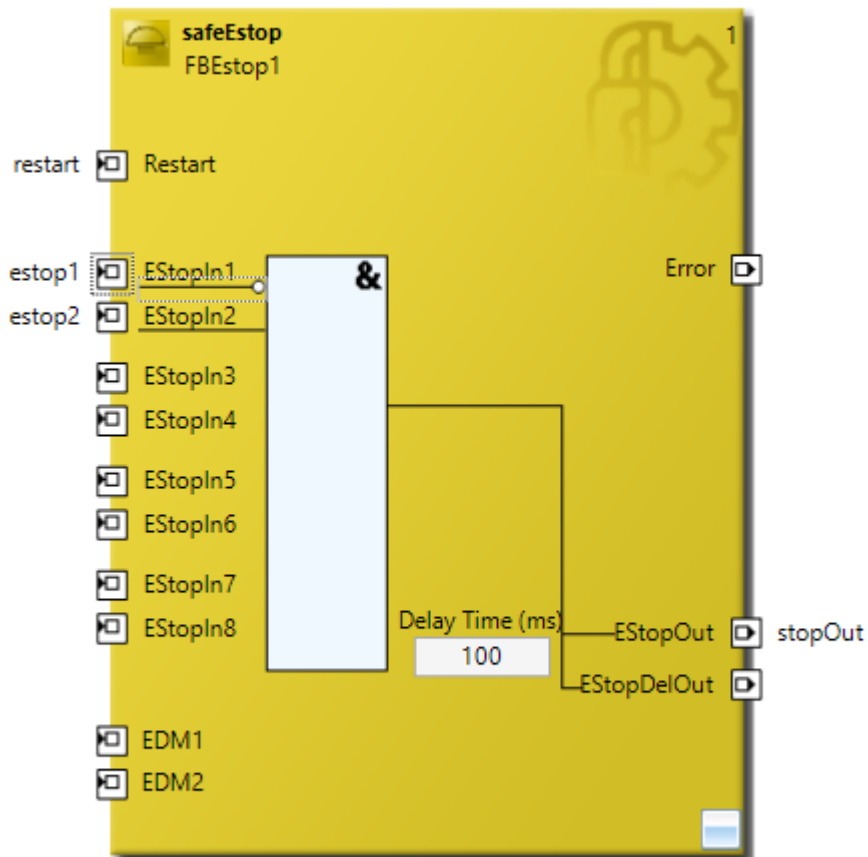 safeEstop 1
FBEstop1
restart Restart
estop1 EStopIn1 & Error
estop2 EStopIn2
EStopIn3
EStopIn4
EStopIn5
EStopIn6
EStopIn7
EStopIn8 Delay Time (ms) EStopOut stopOut
100
EStopDelOut
EDM1
EDM2